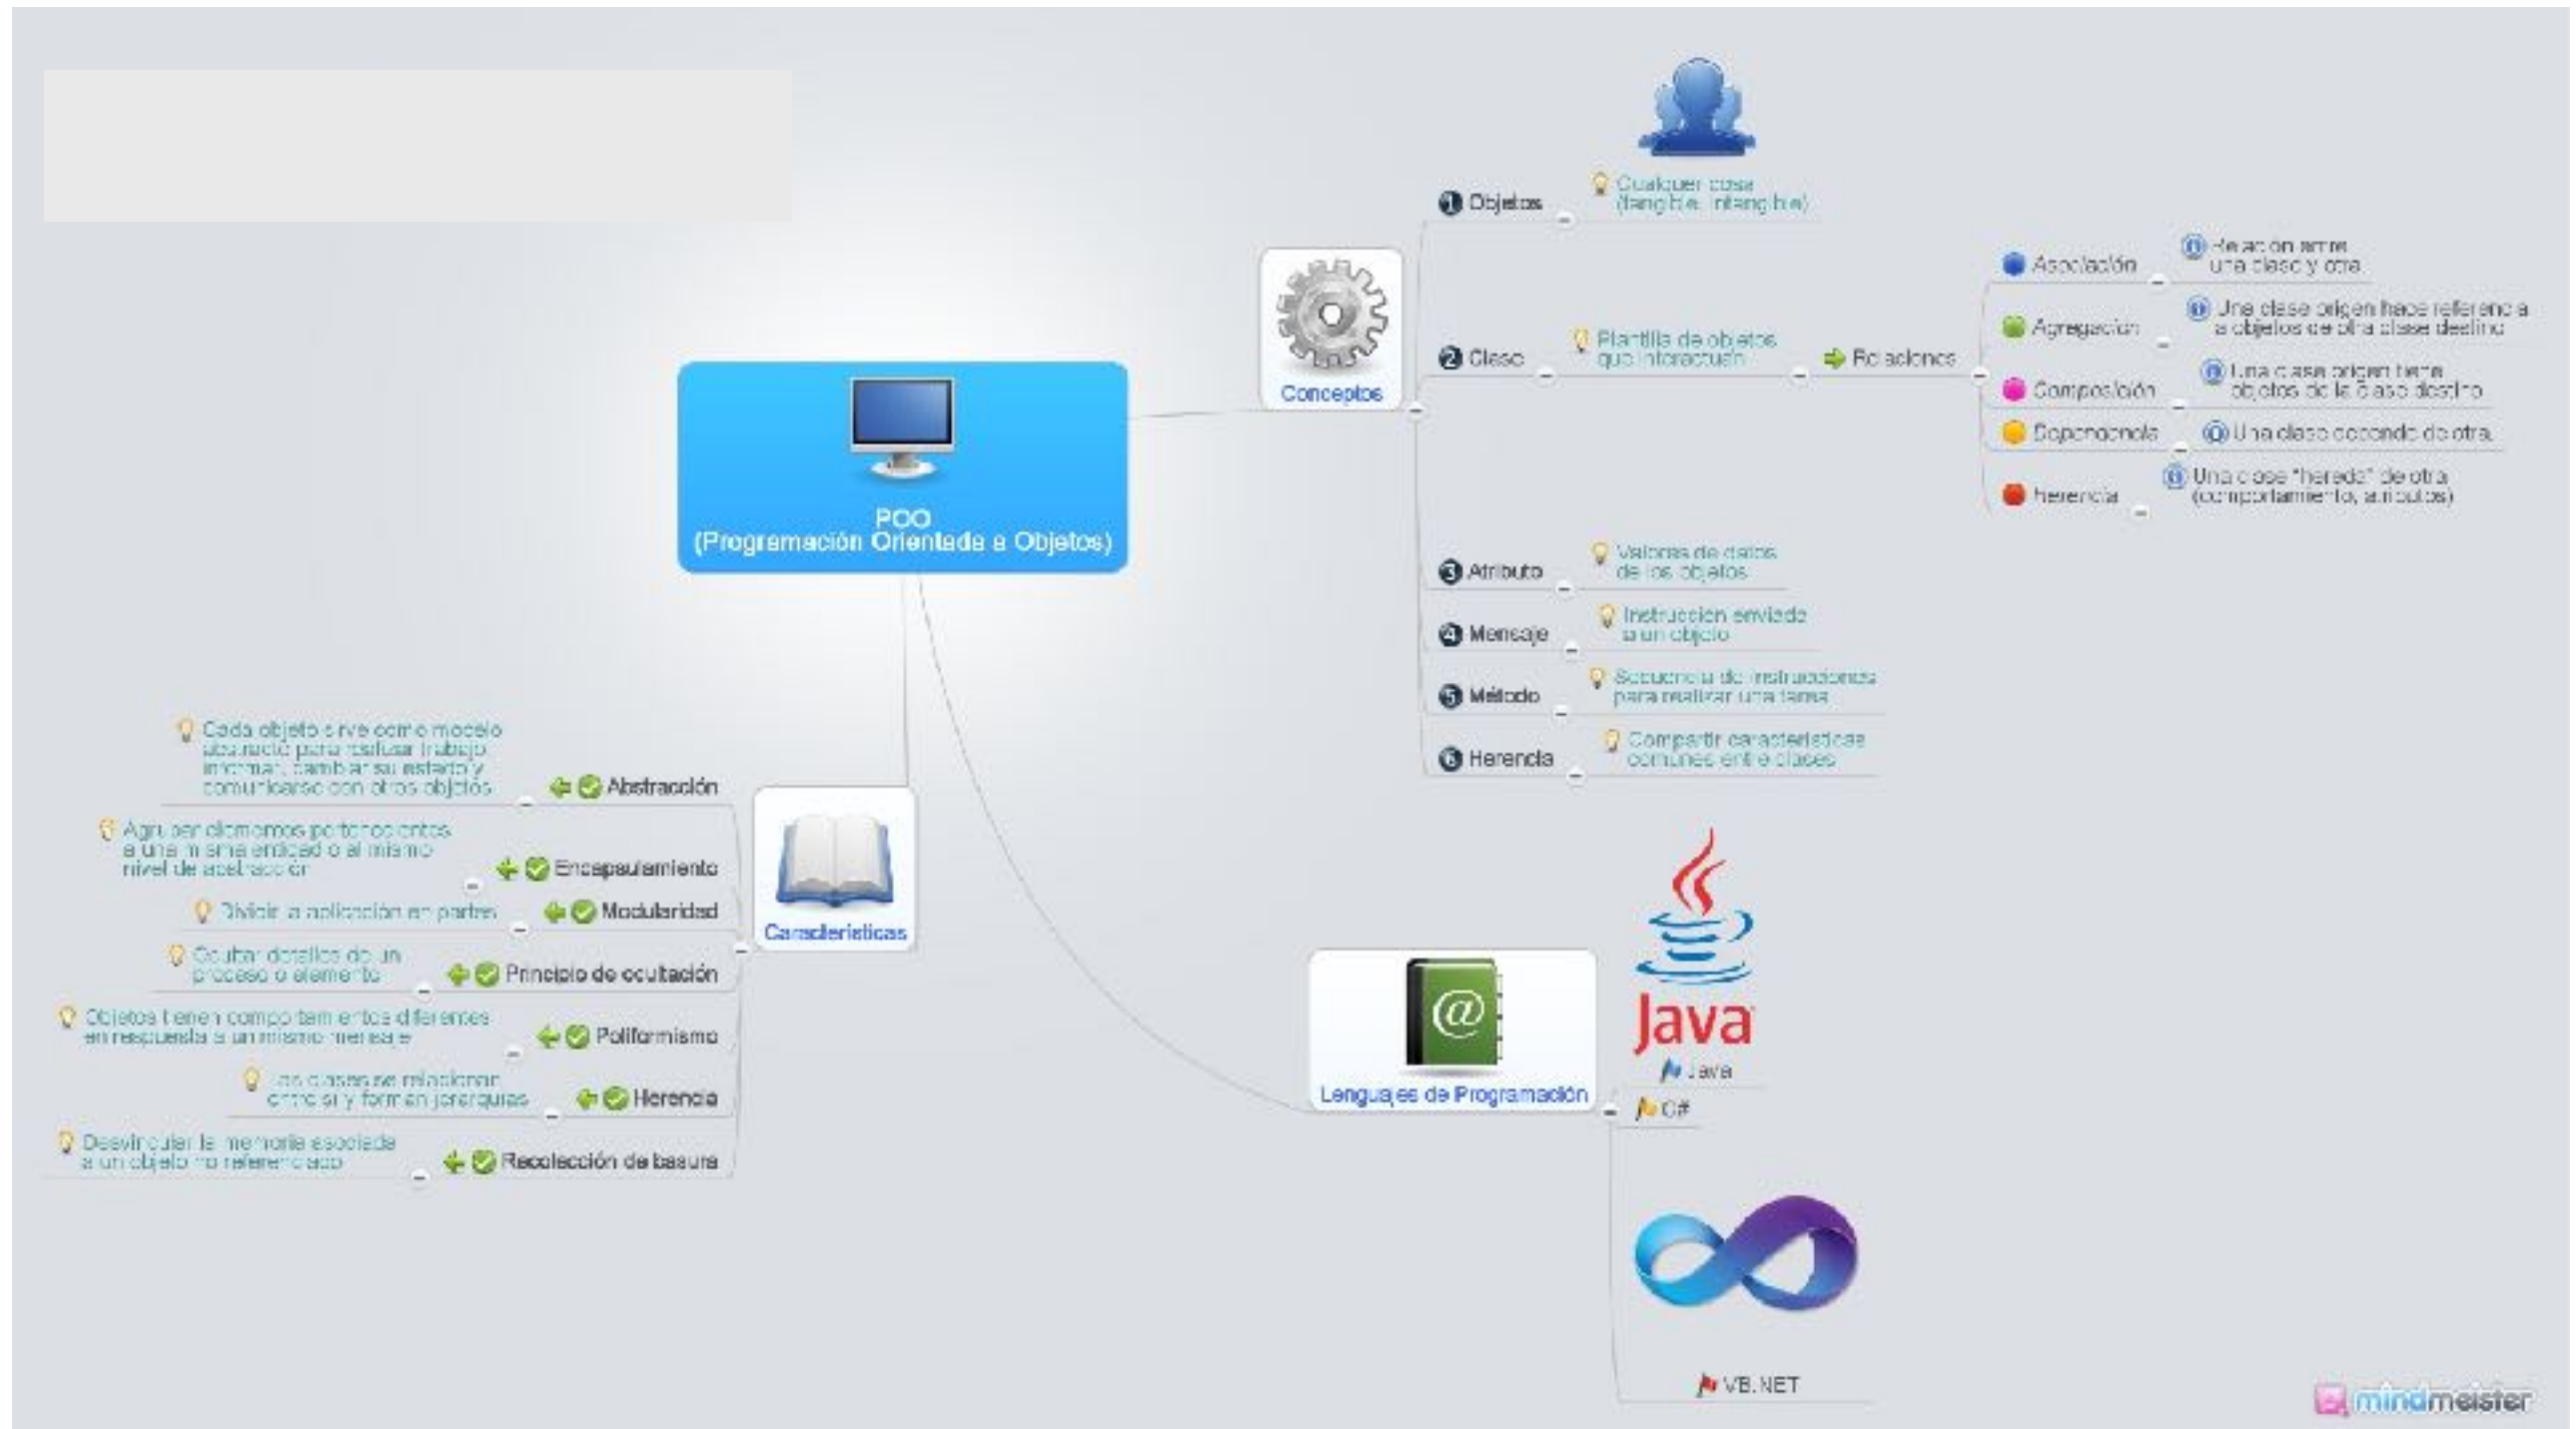 POO
(Programación Orientada a Objetos)
Conceptos
1 Objetos
Cualquier cosa
(tangible, intangible)
2 Clase
Plantilla de objetos
que interactuán
Relaciones
Asociación
Relación entre
una clase y otra
Agregación
Una clase origen hace referencia
a objetos de otra clase destino
Composición
Una clase origen tiene
objetos de la clase destino
Dependencia
Una clase depende de otra.
Herencia
Una clase "hereda" de otra
(comportamiento, atributos)
3 Atributo
Valores de datos
de los objetos
4 Mensaje
Instrucción enviada
a un objeto
5 Método
Secuencia de instrucciones
para realizar una tarea
6 Herencia
Compartir características
comunes entre clases
Características
Abstracción
Cada objeto sirve como modelo
abstracto para realizar trabajo,
informar, cambiar su estado y
comunicarse con otros objetos
Encapsulamiento
Agrupar elementos pertenecientes
a una misma entidad o al mismo
nivel de abstracción
Modularidad
Dividir la aplicación en partes
Principio de ocultación
Ocultar detalles de un
proceso o elemento
Poliformismo
Objetos tienen comportamientos diferentes
en respuesta a un mismo mensaje
Herencia
Las clases se relacionan
entre sí y forman jerarquías
Recolección de basura
Desvincular la memoria asociada
a un objeto no referenciado
Lenguajes de Programación
Java
Java
C#
VB.NET
mindmeister